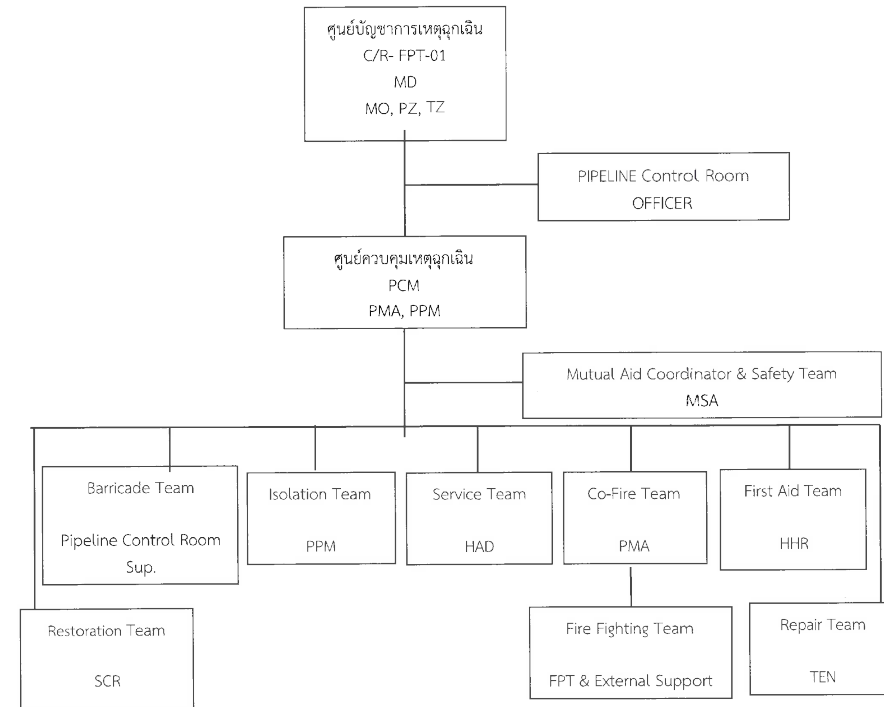 ศูนย์บัญชาการเหตุฉุกเฉิน
C/R- FPT-01
MD
MO, PZ, TZ
PIPELINE Control Room
OFFICER
ศูนย์ควบคุมเหตุฉุกเฉิน
PCM
PMA, PPM
Mutual Aid Coordinator & Safety Team
MSA
Barricade Team
Pipeline Control Room
Sup.
Isolation Team
PPM
Service Team
HAD
Co-Fire Team
PMA
First Aid Team
HHR
Restoration Team
SCR
Fire Fighting Team
FPT & External Support
Repair Team
TEN